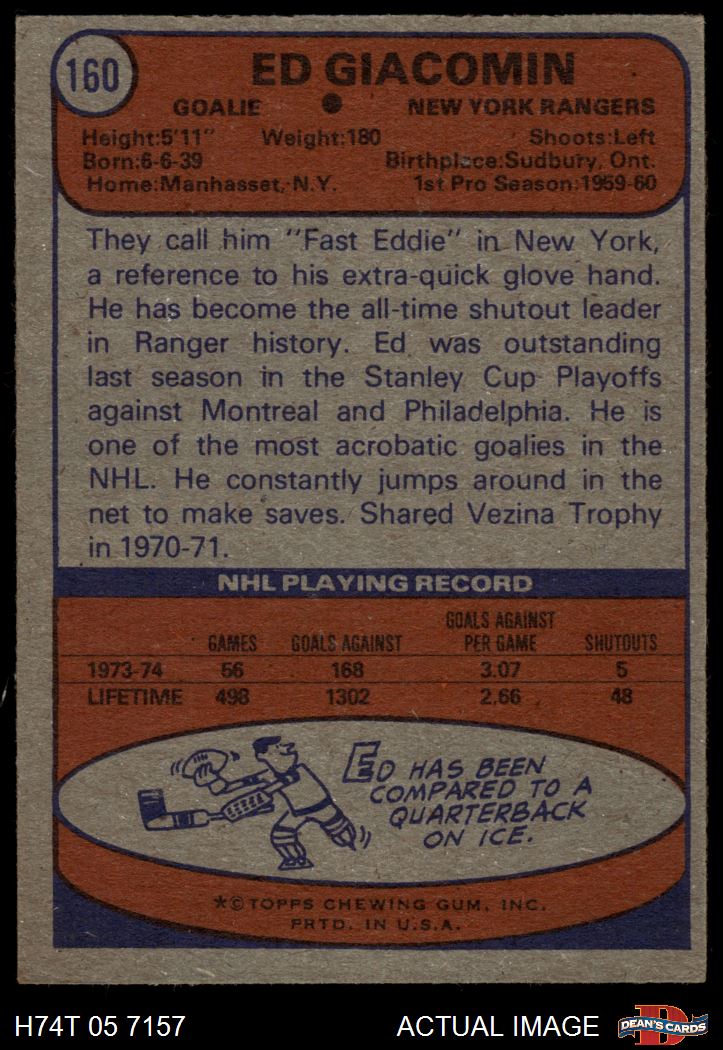 160
ED GIACOMIN
GOALIE ● NEW YORK RANGERS
Height:5'11" Weight:180 Shoots:Left
Born:6-6-39 Birthplace:Sudbury, Ont.
Home:Manhasset, N.Y. 1st Pro Season:1959-60
They call him "Fast Eddie" in New York,
a reference to his extra-quick glove hand.
He has become the all-time shutout leader
in Ranger history. Ed was outstanding
last season in the Stanley Cup Playoffs
against Montreal and Philadelphia. He is
one of the most acrobatic goalies in the
NHL. He constantly jumps around in the
net to make saves. Shared Vezina Trophy
in 1970-71.
NHL PLAYING RECORD
GAMES GOALS AGAINST GOALS AGAINST PER GAME SHUTOUTS
1973-74 56 168 3.07 5
LIFETIME 498 1302 2.66 48
ED HAS BEEN
COMPARED TO A
QUARTERBACK
ON ICE.
*© TOPPS CHEWING GUM, INC.
PRTD. IN U.S.A.
H74T 05 7157 ACTUAL IMAGE
D
DEAN'S CARDS